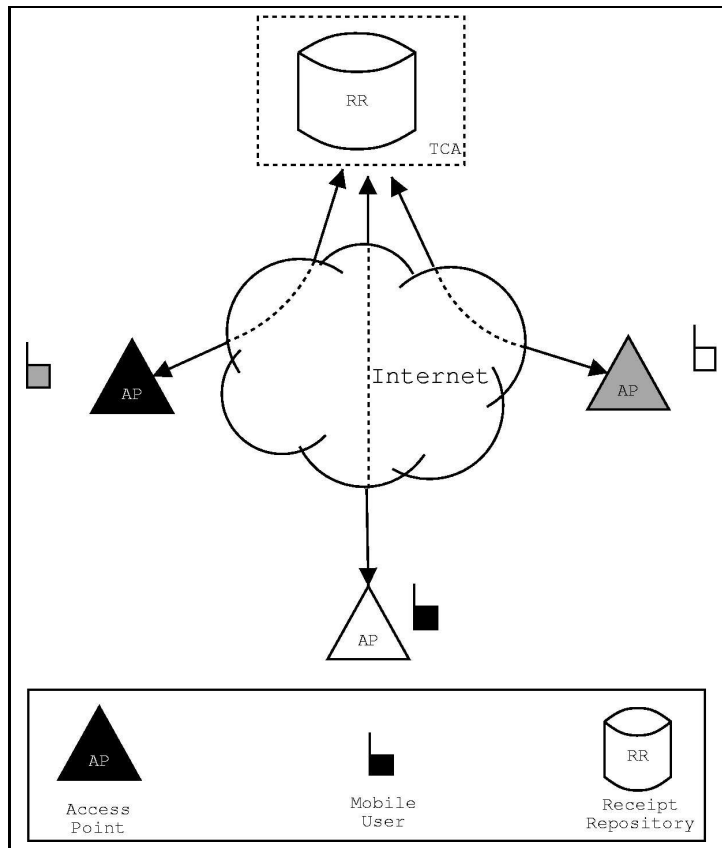 RR
TCA
AP
Internet
AP
AP
AP
RR
Access
Point
Mobile
User
Receipt
Repository